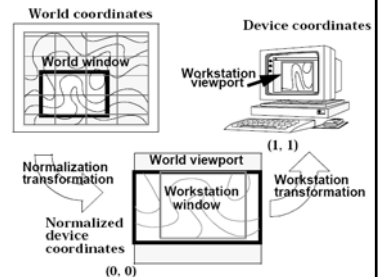 World coordinates
Device coordinates
World window
Workstation
viewport
(1, 1)
Normalization
transformation
World viewport
Workstation
window
Workstation
transformation
Normalized
device
coordinates
(0, 0)